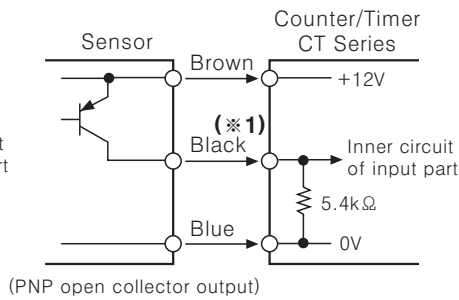 Counter/Timer
CT Series
Sensor
Brown
+12V
(※1)
Black
Inner circuit
of input part
5.4kΩ
Blue
0V
(PNP open collector output)